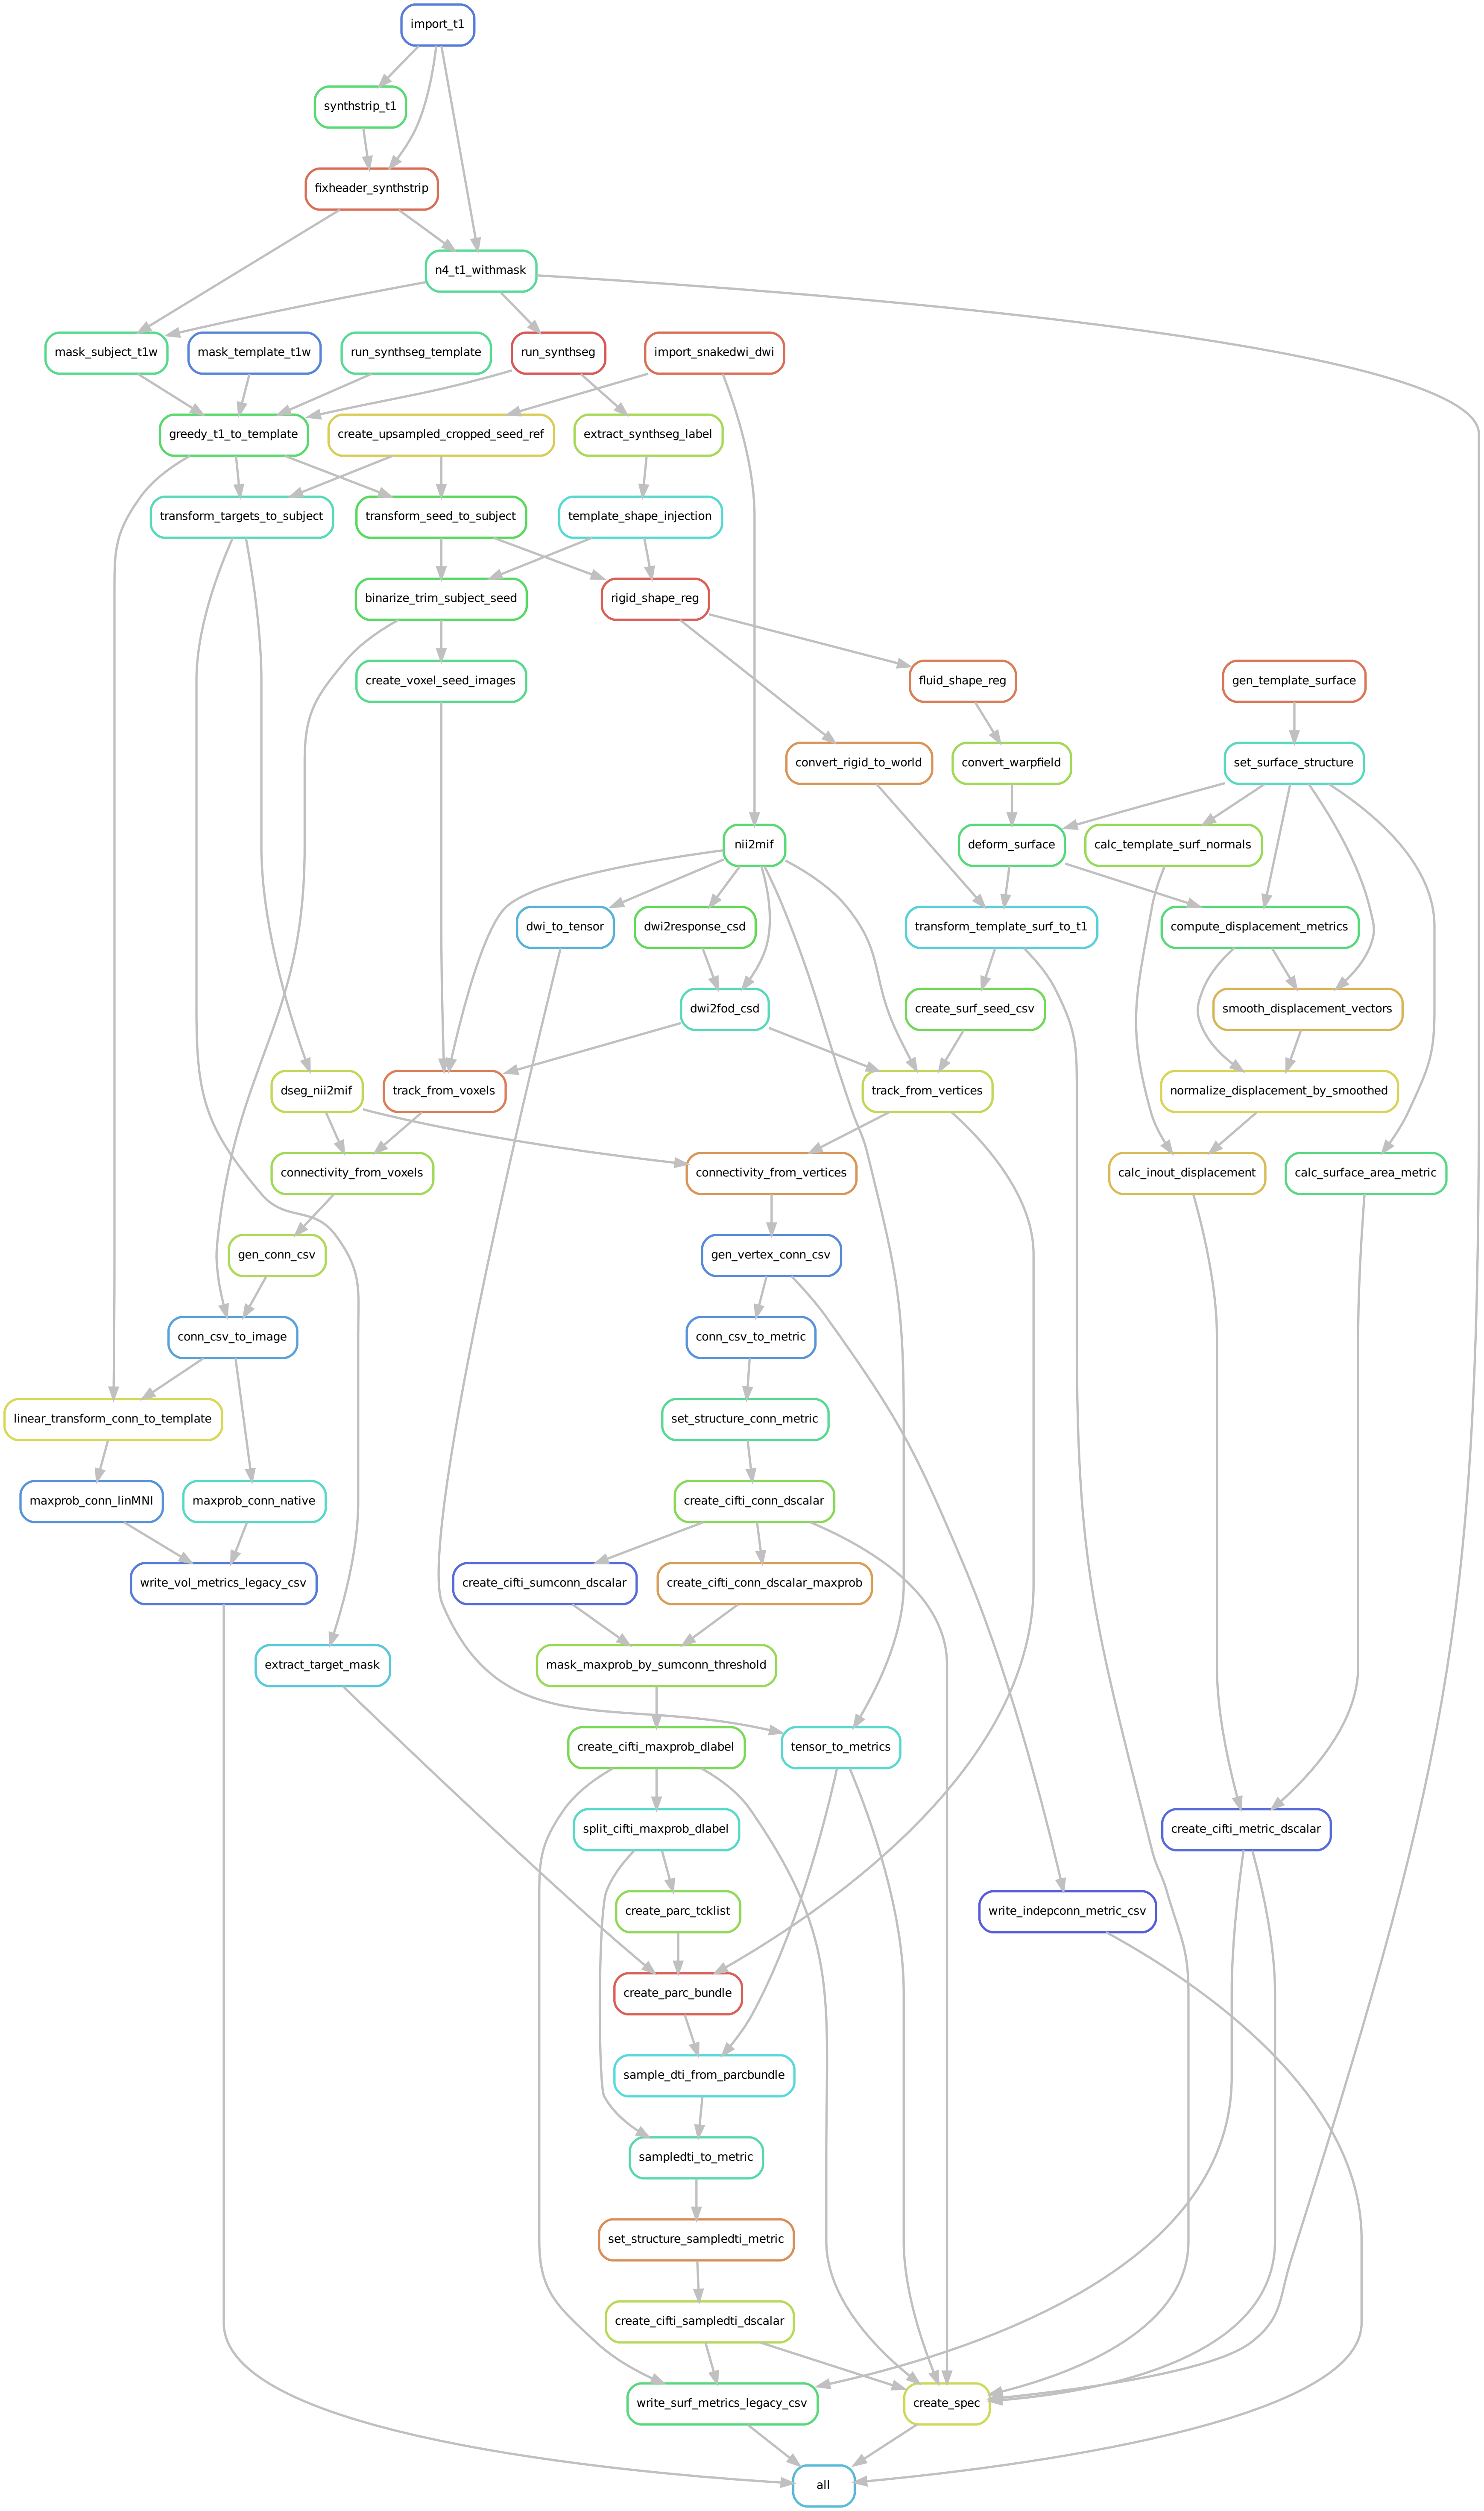 import_t1
synthstrip_t1
fixheader_synthstrip
n4_t1_withmask
mask_subject_t1w
mask_template_t1w
run_synthseg_template
run_synthseg
import_snakedwi_dwi
greedy_t1_to_template
create_upsampled_cropped_seed_ref
extract_synthseg_label
transform_targets_to_subject
transform_seed_to_subject
template_shape_injection
binarize_trim_subject_seed
rigid_shape_reg
create_voxel_seed_images
fluid_shape_reg
gen_template_surface
convert_rigid_to_world
convert_warpfield
set_surface_structure
nii2mif
deform_surface
calc_template_surf_normals
dwi_to_tensor
dwi2response_csd
transform_template_surf_to_t1
compute_displacement_metrics
dwi2fod_csd
create_surf_seed_csv
smooth_displacement_vectors
dseg_nii2mif
track_from_voxels
track_from_vertices
normalize_displacement_by_smoothed
connectivity_from_voxels
connectivity_from_vertices
calc_inout_displacement
calc_surface_area_metric
gen_conn_csv
gen_vertex_conn_csv
conn_csv_to_image
conn_csv_to_metric
linear_transform_conn_to_template
set_structure_conn_metric
maxprob_conn_linMNI
maxprob_conn_native
create_cifti_conn_dscalar
write_vol_metrics_legacy_csv
create_cifti_sumconn_dscalar
create_cifti_conn_dscalar_maxprob
extract_target_mask
mask_maxprob_by_sumconn_threshold
create_cifti_maxprob_dlabel
tensor_to_metrics
split_cifti_maxprob_dlabel
create_cifti_metric_dscalar
create_parc_tcklist
write_indepconn_metric_csv
create_parc_bundle
sample_dti_from_parcbundle
sampledti_to_metric
set_structure_sampledti_metric
create_cifti_sampledti_dscalar
write_surf_metrics_legacy_csv
create_spec
all